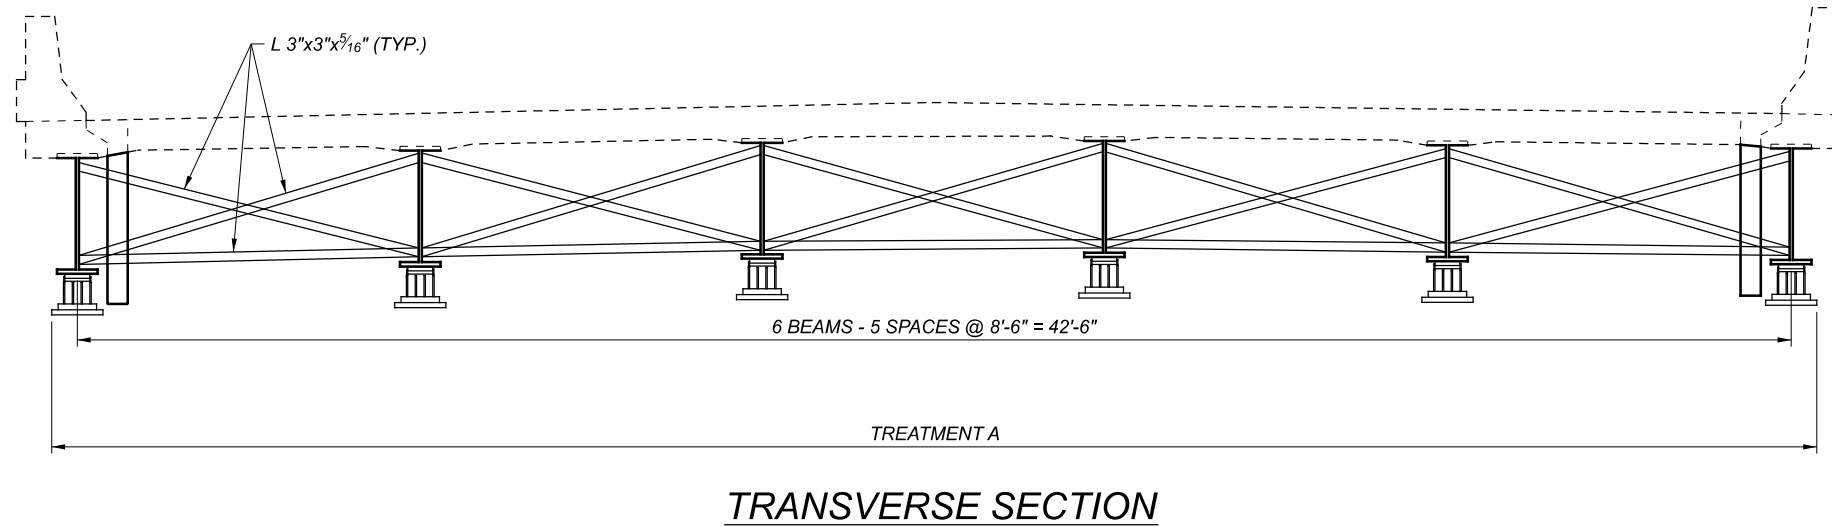 L 3"x3"x5/16" (TYP.)
6 BEAMS - 5 SPACES @ 8'-6" = 42'-6"
TREATMENT A
TRANSVERSE SECTION